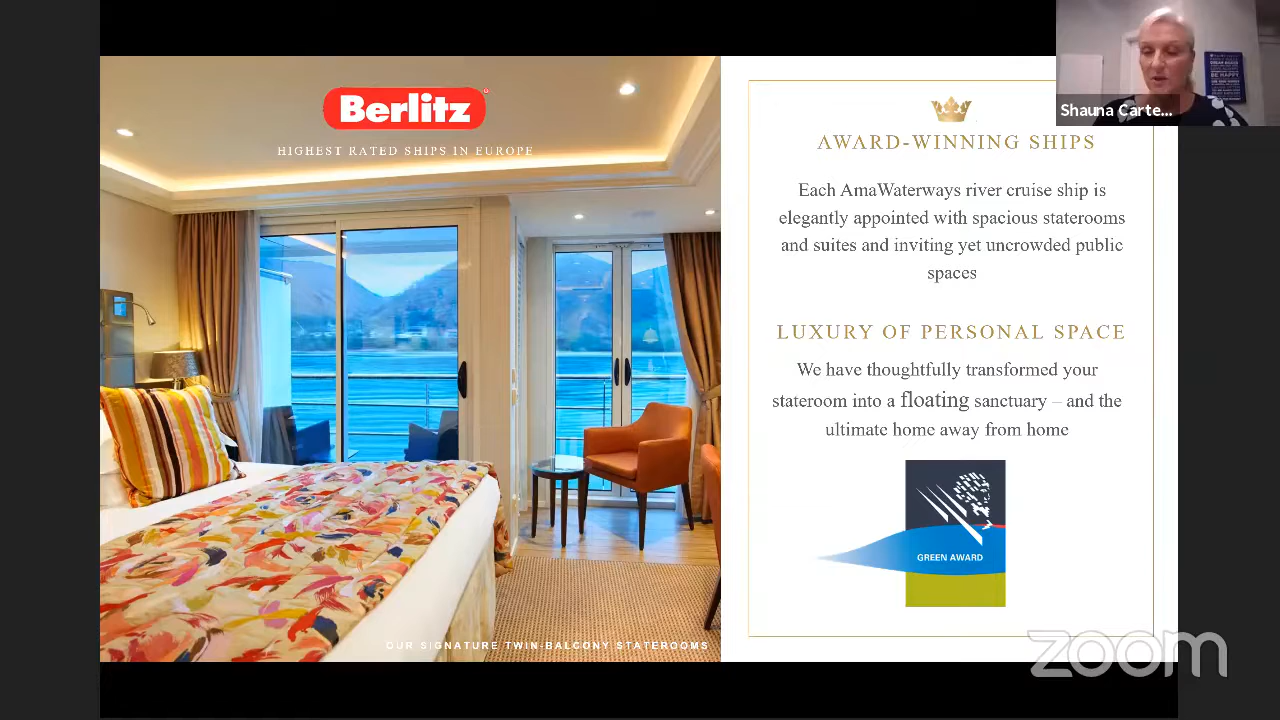 Berlitz
HIGHEST RATED SHIPS IN EUROPE
OUR SIGNATURE TWIN-BALCONY STATEROOMS
AWARD-WINNING SHIPS
Each AmaWaterways river cruise ship is
elegantly appointed with spacious staterooms
and suites and inviting yet uncrowded public
spaces
LUXURY OF PERSONAL SPACE
We have thoughtfully transformed your
stateroom into a floating sanctuary – and the
ultimate home away from home
GREEN AWARD
BE HAPPY
Shauna Carte...
zoom